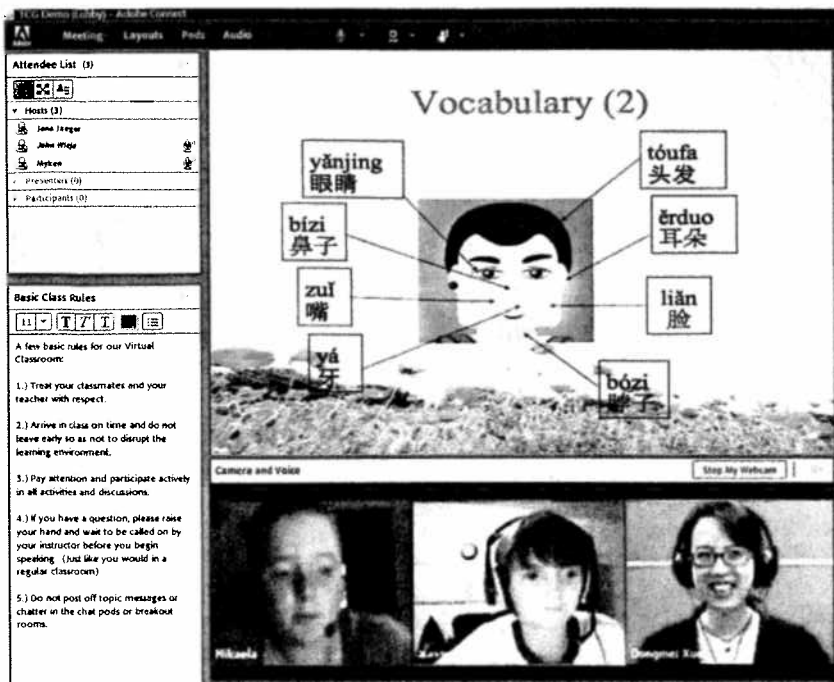 TCG Demo (Lobby) - Adobe Connect
Meeting Layouts Pods Audio
Attendee List (3)
Hosts (3)
Jens Jaeger
John Wieja
Myken
Presenters (0)
Participants (0)
Basic Class Rules
11 T T T
A few basic rules for our Virtual
Classroom:
1.) Treat your classmates and your
teacher with respect.
2.) Arrive in class on time and do not
leave early so as not to disrupt the
learning environment.
3.) Pay attention and participate actively
in all activities and discussions.
4.) If you have a question, please raise
your hand and wait to be called on by
your instructor before you begin
speaking. (Just like you would in a
regular classroom)
5.) Do not post off topic messages or
chatter in the chat pods or breakout
rooms.
Vocabulary (2)
yǎnjing
眼睛
bízi
鼻子
zuǐ
嘴
yá
牙
tóufa
头发
ěrduo
耳朵
liǎn
脸
bózi
脖子
Camera and Voice
Stop My Webcam
Mikaela
Dongmei